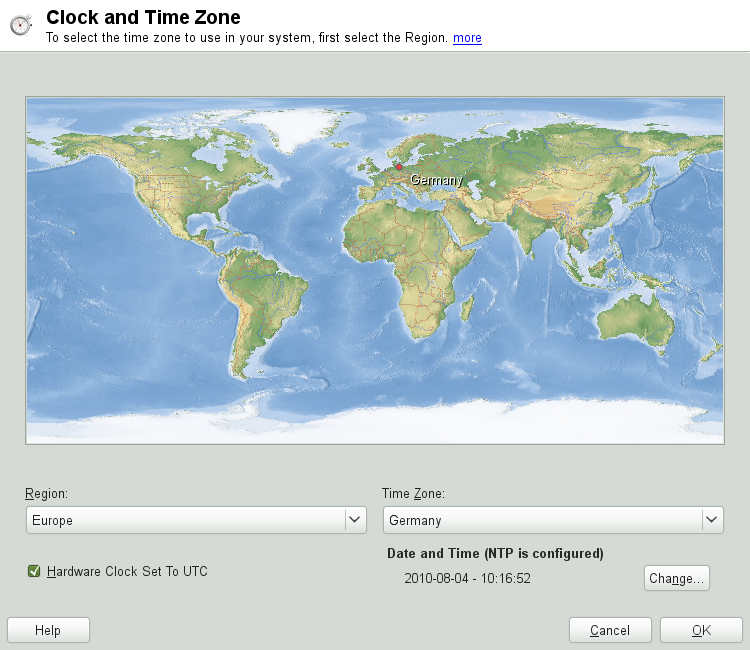 Clock and Time Zone
To select the time zone to use in your system, first select the Region. more
Germany
Region:
Time Zone:
Europe
Germany
Date and Time (NTP is configured)
Hardware Clock Set To UTC
2010-08-04 - 10:16:52
Change...
Help
Cancel
OK